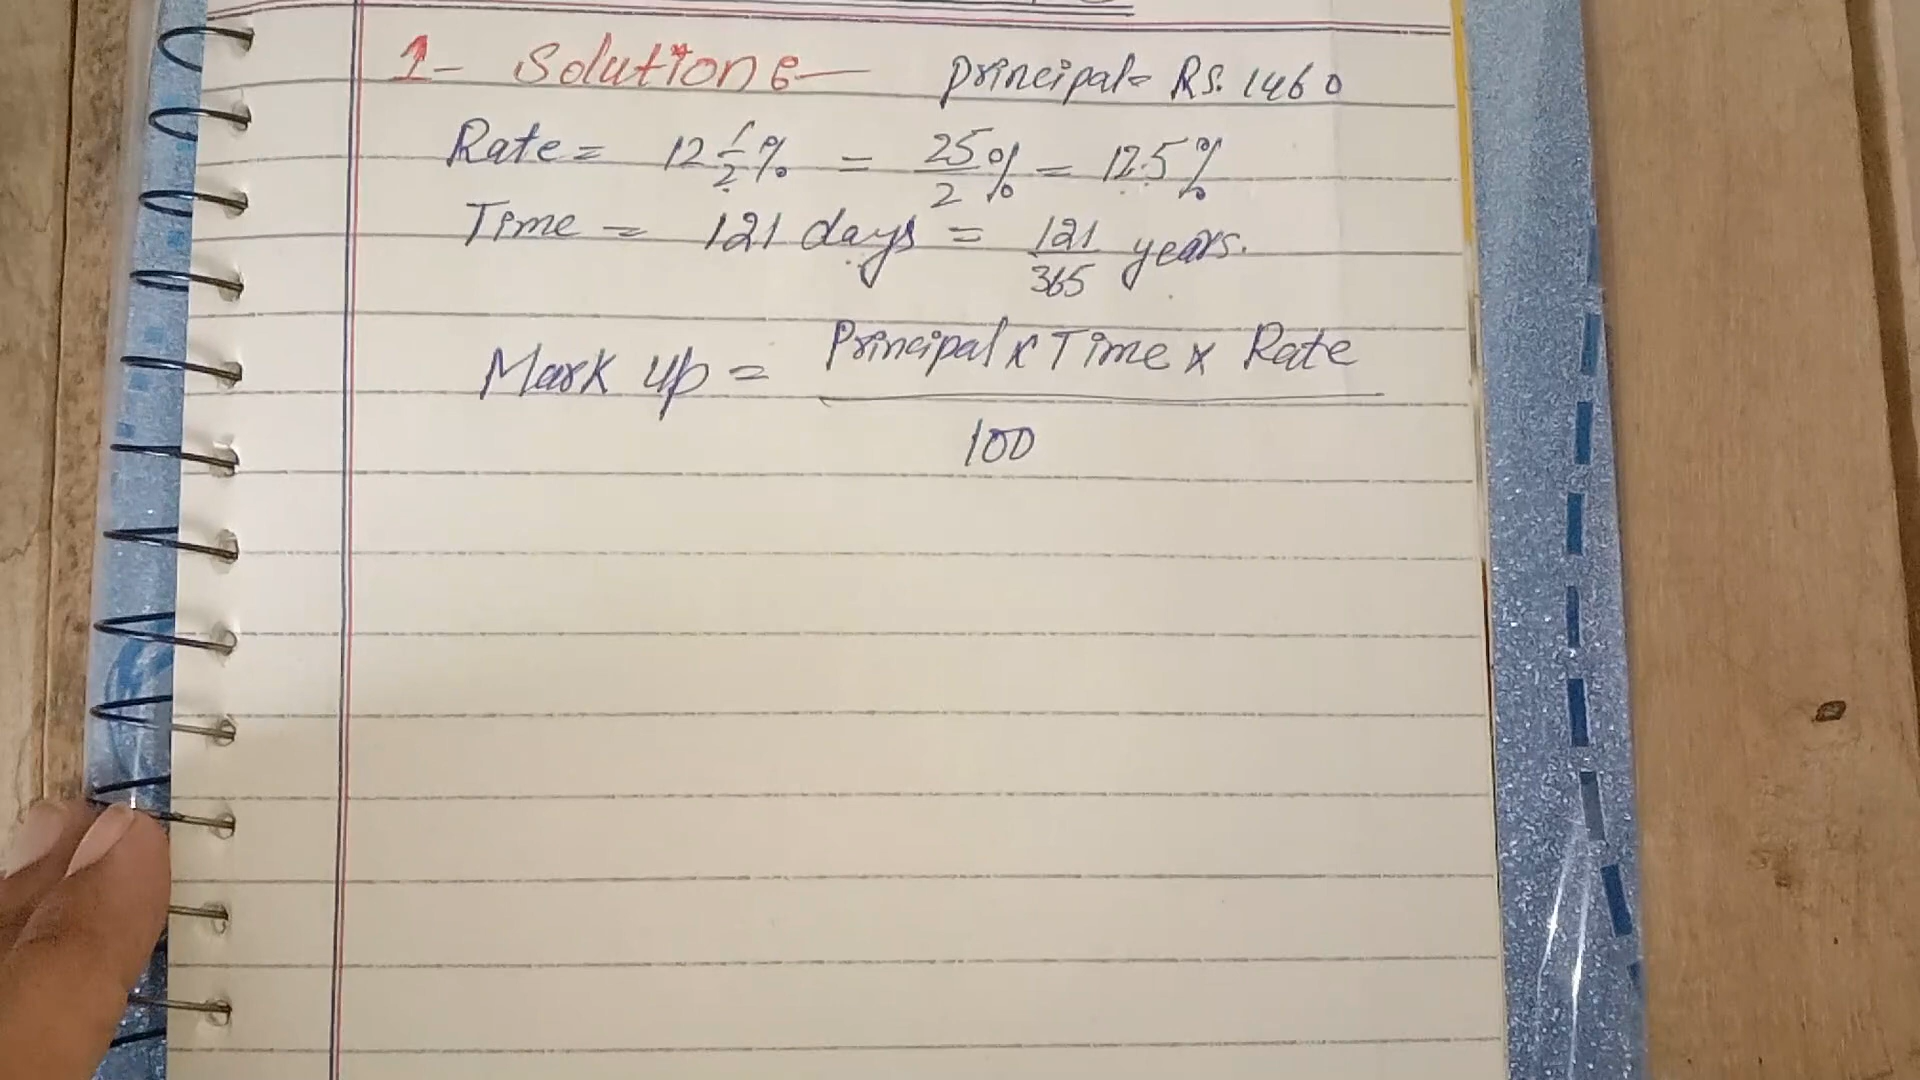 1- Solution :-
Principal = Rs. 1460
Rate = 12 1/2 % = 25/2 % = 12.5%
Time = 121 days = 121/365 years.
Mark up = Principal x Time x Rate
100